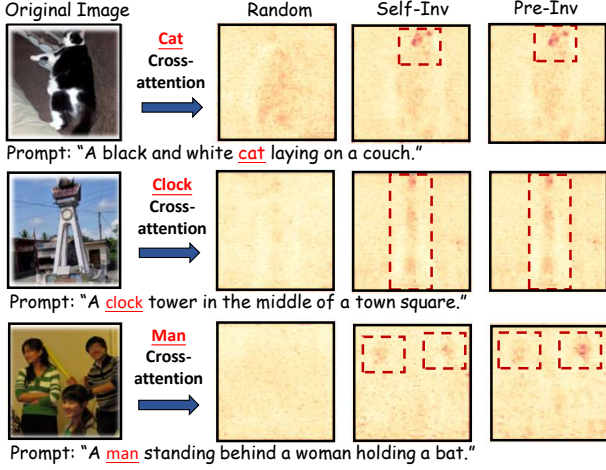 Original Image Random Self-Inv Pre-Inv
Cat
Cross-
attention
Prompt: “A black and white cat laying on a couch.”
Clock
Cross-
attention
Prompt: “A clock tower in the middle of a town square.”
Man
Cross-
attention
Prompt: “A man standing behind a woman holding a bat.”